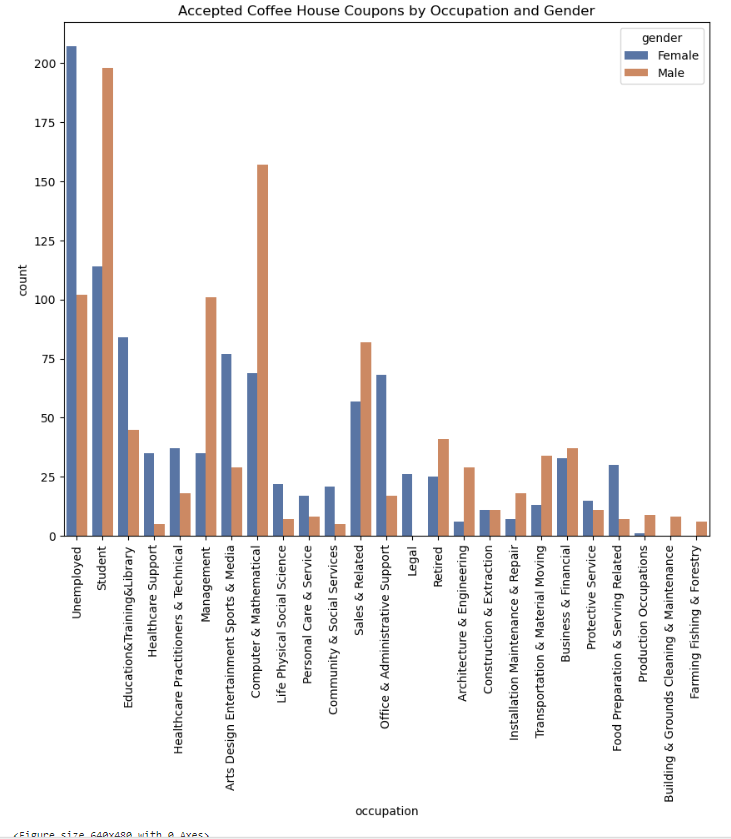 Accepted Coffee House Coupons by Occupation and Gender
gender
Female
Male
200
175
150
125
100
75
50
25
0
count
Unemployed
Student
Education&Training&Library
Healthcare Support
Healthcare Practitioners & Technical
Management
Arts Design Entertainment Sports & Media
Computer & Mathematical
Life Physical Social Science
Personal Care & Service
Community & Social Services
Sales & Related
Office & Administrative Support
Legal
Retired
Architecture & Engineering
Construction & Extraction
Installation Maintenance & Repair
Transportation & Material Moving
Business & Financial
Protective Service
Food Preparation & Serving Related
Production Occupations
Building & Grounds Cleaning & Maintenance
Farming Fishing & Forestry
occupation
<Figure size 640x480 with 0 Axes>